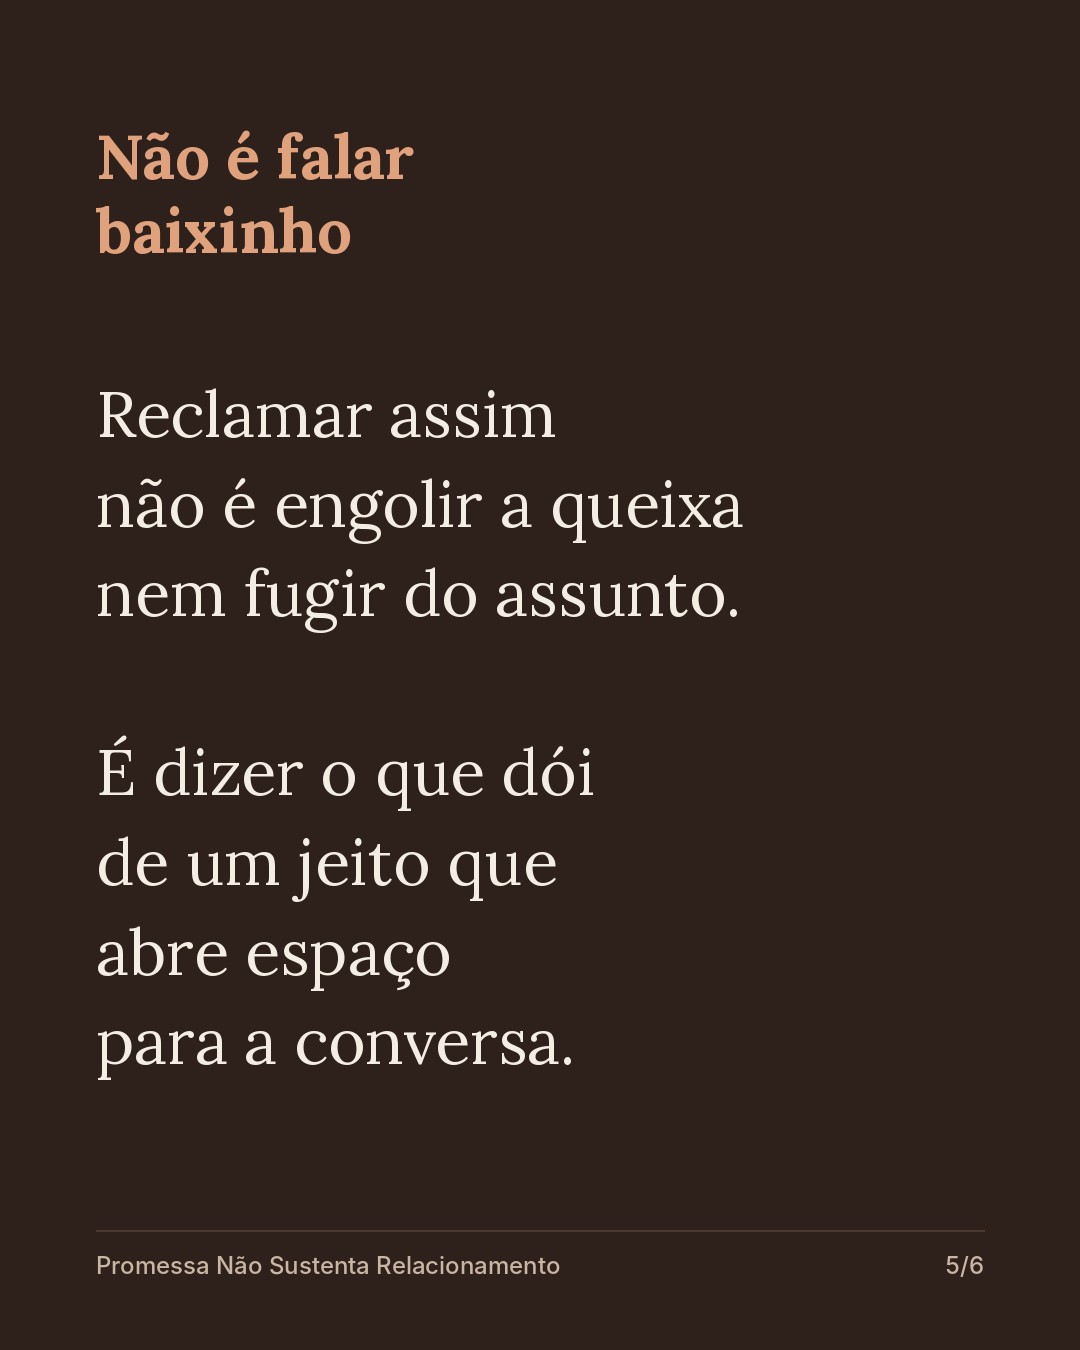 Não é falar
baixinho
Reclamar assim
não é engolir a queixa
nem fugir do assunto.
É dizer o que dói
de um jeito que
abre espaço
para a conversa.
Promessa Não Sustenta Relacionamento
5/6